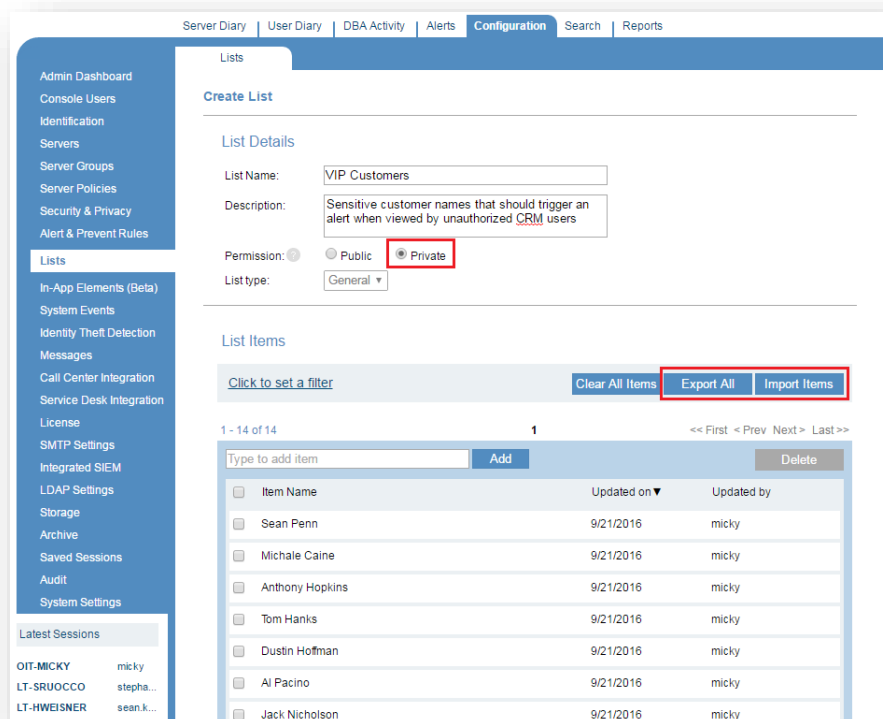 Server Diary | User Diary | DBA Activity | Alerts Configuration Search | Reports
Lists
Admin Dashboard
Console Users
Identification
Servers
Server Groups
Server Policies
Security & Privacy
Alert & Prevent Rules
Lists
In-App Elements (Beta)
System Events
Identity Theft Detection
Messages
Call Center Integration
Service Desk Integration
License
SMTP Settings
Integrated SIEM
LDAP Settings
Storage
Archive
Saved Sessions
Audit
System Settings
Latest Sessions
OIT-MICKY micky
LT-SRUOCCO stepha...
LT-HWEISNER sean.k...
Create List
List Details
List Name: VIP Customers
Description: Sensitive customer names that should trigger an
alert when viewed by unauthorized CRM users
Permission: ? Public Private
List type: General ▼
List Items
Click to set a filter Clear All Items Export All Import Items
1 - 14 of 14 1 << First < Prev Next > Last >>
Type to add item Add Delete
Item Name Updated on▼ Updated by
Sean Penn 9/21/2016 micky
Michale Caine 9/21/2016 micky
Anthony Hopkins 9/21/2016 micky
Tom Hanks 9/21/2016 micky
Dustin Hoffman 9/21/2016 micky
Al Pacino 9/21/2016 micky
Jack Nicholson 9/21/2016 micky